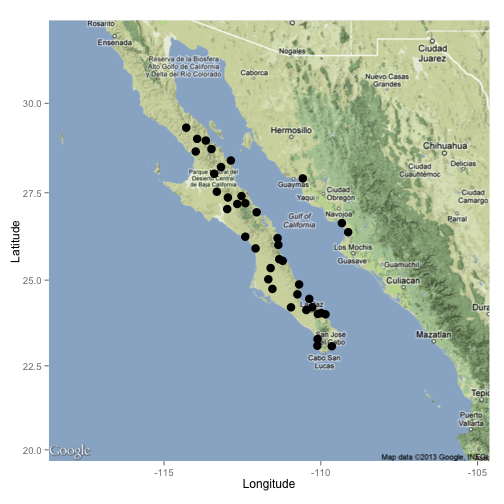 Rosarito
Ensenada
Nogales
Ciudad
Juarez
Reserva de la Biosfera
Alto Golfo de California
y Delta del Río Colorado
Caborca
Nuevo Casas
Grandes
30.0
Hermosillo
Chihuahua
Delicias
Ciudad
Cuauhtémoc
Parque
del
Desierto Central
de Baja California
Guaymas
Ciudad
Obregón
Yaqui
Ciudad
Camargo
27.5
Navojoa
Parral
Gulf of
California
Latitude
Los Mochis
Guasave
Guamuchil
Culiacan
25.0
La Paz
Mazatlan
San José
del Cabo
Cabo San
Lucas
22.5
Tepic
Puerto
Vallarta
20.0
Google
Map data ©2013 Google, INEGI
-115
-110
-105
Longitude